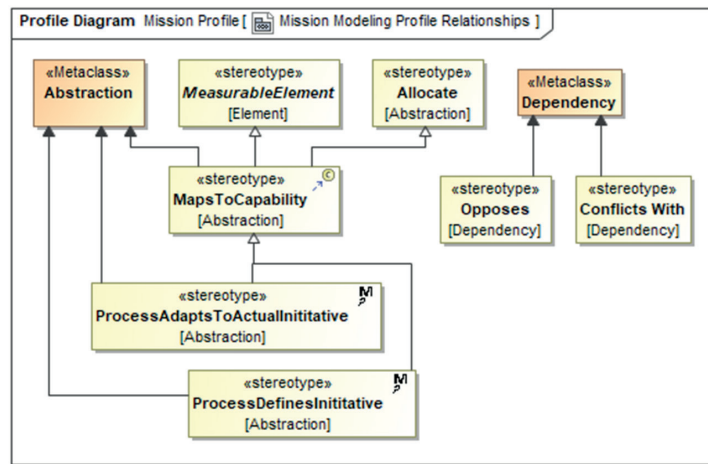 Profile Diagram Mission Profile [ Mission Modeling Profile Relationships ]
«Metaclass»
Abstraction
«stereotype»
MeasurableElement
[Element]
«stereotype»
Allocate
[Abstraction]
«Metaclass»
Dependency
«stereotype»
MapsToCapability
[Abstraction]
«stereotype»
Opposes
[Dependency]
«stereotype»
Conflicts With
[Dependency]
«stereotype»
ProcessAdaptsToActualInititative
[Abstraction]
«stereotype»
ProcessDefinesInititative
[Abstraction]